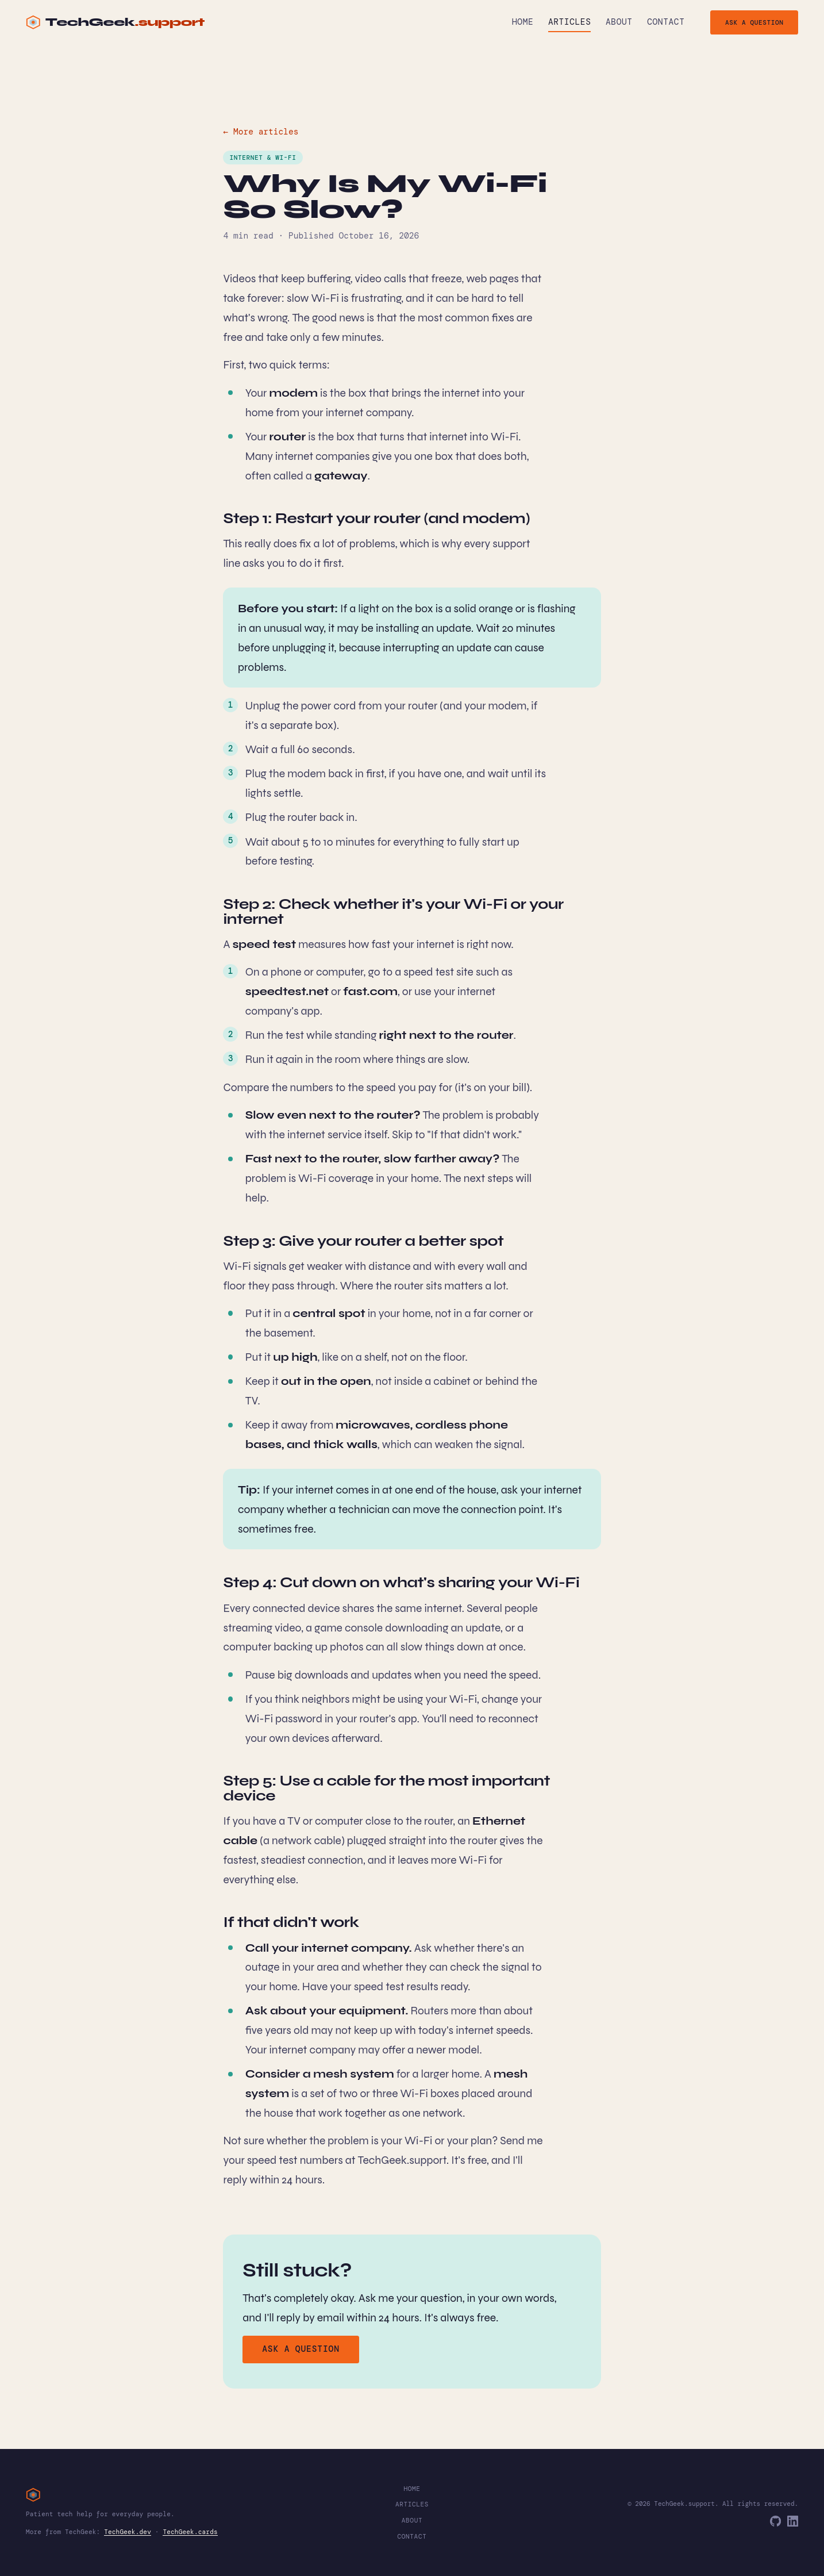 TechGeek.support
HOME ARTICLES ABOUT CONTACT ASK A QUESTION
← More articles
INTERNET & WI-FI
Why Is My Wi-Fi
So Slow?
4 min read · Published October 16, 2026
Videos that keep buffering, video calls that freeze, web pages that
take forever: slow Wi-Fi is frustrating, and it can be hard to tell
what's wrong. The good news is that the most common fixes are
free and take only a few minutes.
First, two quick terms:
Your modem is the box that brings the internet into your
home from your internet company.
Your router is the box that turns that internet into Wi-Fi.
Many internet companies give you one box that does both,
often called a gateway.
Step 1: Restart your router (and modem)
This really does fix a lot of problems, which is why every support
line asks you to do it first.
Before you start: If a light on the box is a solid orange or is flashing
in an unusual way, it may be installing an update. Wait 20 minutes
before unplugging it, because interrupting an update can cause
problems.
1 Unplug the power cord from your router (and your modem, if
it's a separate box).
2 Wait a full 60 seconds.
3 Plug the modem back in first, if you have one, and wait until its
lights settle.
4 Plug the router back in.
5 Wait about 5 to 10 minutes for everything to fully start up
before testing.
Step 2: Check whether it's your Wi-Fi or your
internet
A speed test measures how fast your internet is right now.
1 On a phone or computer, go to a speed test site such as
speedtest.net or fast.com, or use your internet
company's app.
2 Run the test while standing right next to the router.
3 Run it again in the room where things are slow.
Compare the numbers to the speed you pay for (it's on your bill).
Slow even next to the router? The problem is probably
with the internet service itself. Skip to "If that didn't work."
Fast next to the router, slow farther away? The
problem is Wi-Fi coverage in your home. The next steps will
help.
Step 3: Give your router a better spot
Wi-Fi signals get weaker with distance and with every wall and
floor they pass through. Where the router sits matters a lot.
Put it in a central spot in your home, not in a far corner or
the basement.
Put it up high, like on a shelf, not on the floor.
Keep it out in the open, not inside a cabinet or behind the
TV.
Keep it away from microwaves, cordless phone
bases, and thick walls, which can weaken the signal.
Tip: If your internet comes in at one end of the house, ask your internet
company whether a technician can move the connection point. It's
sometimes free.
Step 4: Cut down on what's sharing your Wi-Fi
Every connected device shares the same internet. Several people
streaming video, a game console downloading an update, or a
computer backing up photos can all slow things down at once.
Pause big downloads and updates when you need the speed.
If you think neighbors might be using your Wi-Fi, change your
Wi-Fi password in your router's app. You'll need to reconnect
your own devices afterward.
Step 5: Use a cable for the most important
device
If you have a TV or computer close to the router, an Ethernet
cable (a network cable) plugged straight into the router gives the
fastest, steadiest connection, and it leaves more Wi-Fi for
everything else.
If that didn't work
Call your internet company. Ask whether there's an
outage in your area and whether they can check the signal to
your home. Have your speed test results ready.
Ask about your equipment. Routers more than about
five years old may not keep up with today's internet speeds.
Your internet company may offer a newer model.
Consider a mesh system for a larger home. A mesh
system is a set of two or three Wi-Fi boxes placed around
the house that work together as one network.
Not sure whether the problem is your Wi-Fi or your plan? Send me
your speed test numbers at TechGeek.support. It's free, and I'll
reply within 24 hours.
Still stuck?
That's completely okay. Ask me your question, in your own words,
and I'll reply by email within 24 hours. It's always free.
ASK A QUESTION
Patient tech help for everyday people.
More from TechGeek: TechGeek.dev · TechGeek.cards
HOME
ARTICLES
ABOUT
CONTACT
© 2026 TechGeek.support. All rights reserved.